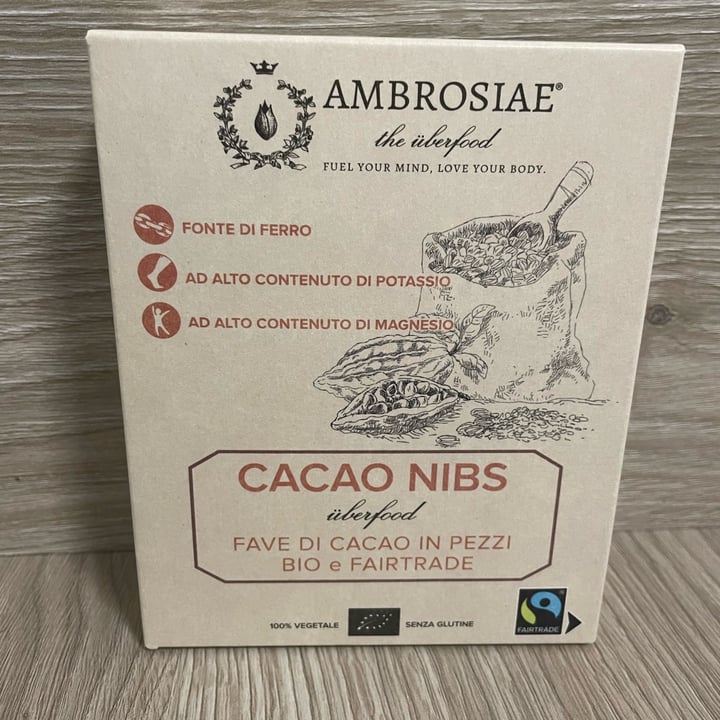 AMBROSIAE®
the überfood
FUEL YOUR MIND, LOVE YOUR BODY.
FONTE DI FERRO
AD ALTO CONTENUTO DI POTASSIO
AD ALTO CONTENUTO DI MAGNESIO
CACAO NIBS
überfood
FAVE DI CACAO IN PEZZI
BIO e FAIRTRADE
100% VEGETALE
SENZA GLUTINE
FAIRTRADE